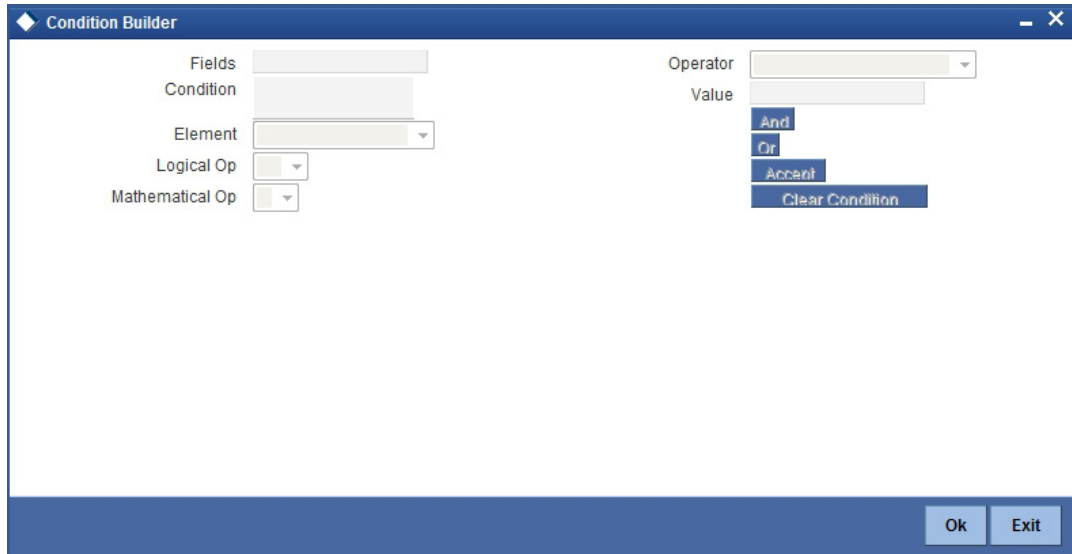 Condition Builder
Fields
Condition
Element
Logical Op
Mathematical Op
Operator
Value
And
Or
Accept
Clear Condition
Ok
Exit